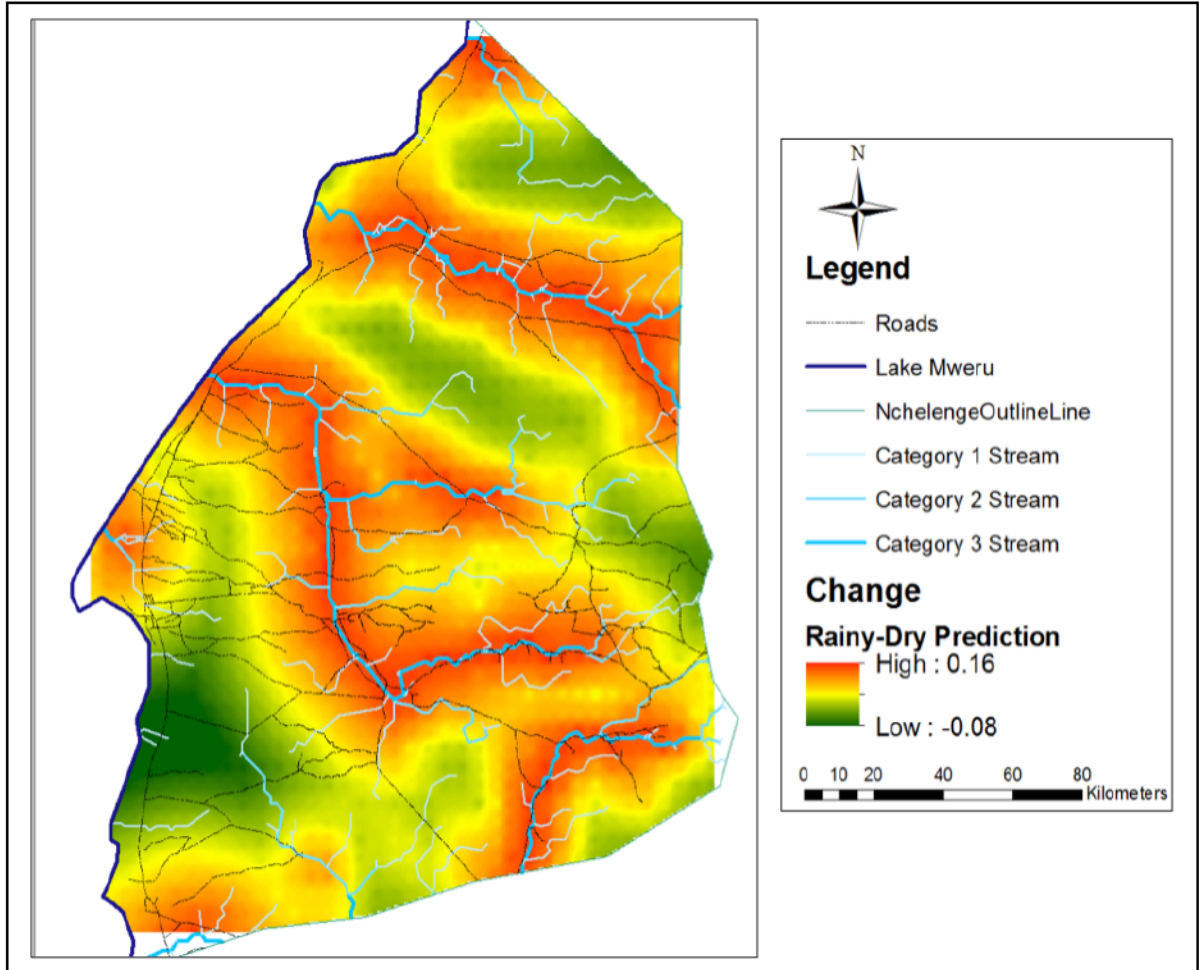 N
Legend
Roads
Lake Mweru
NchelengeOutlineLine
Category 1 Stream
Category 2 Stream
Category 3 Stream
Change
Rainy-Dry Prediction
High : 0.16
Low : -0.08
0 10 20 40 60 80
Kilometers